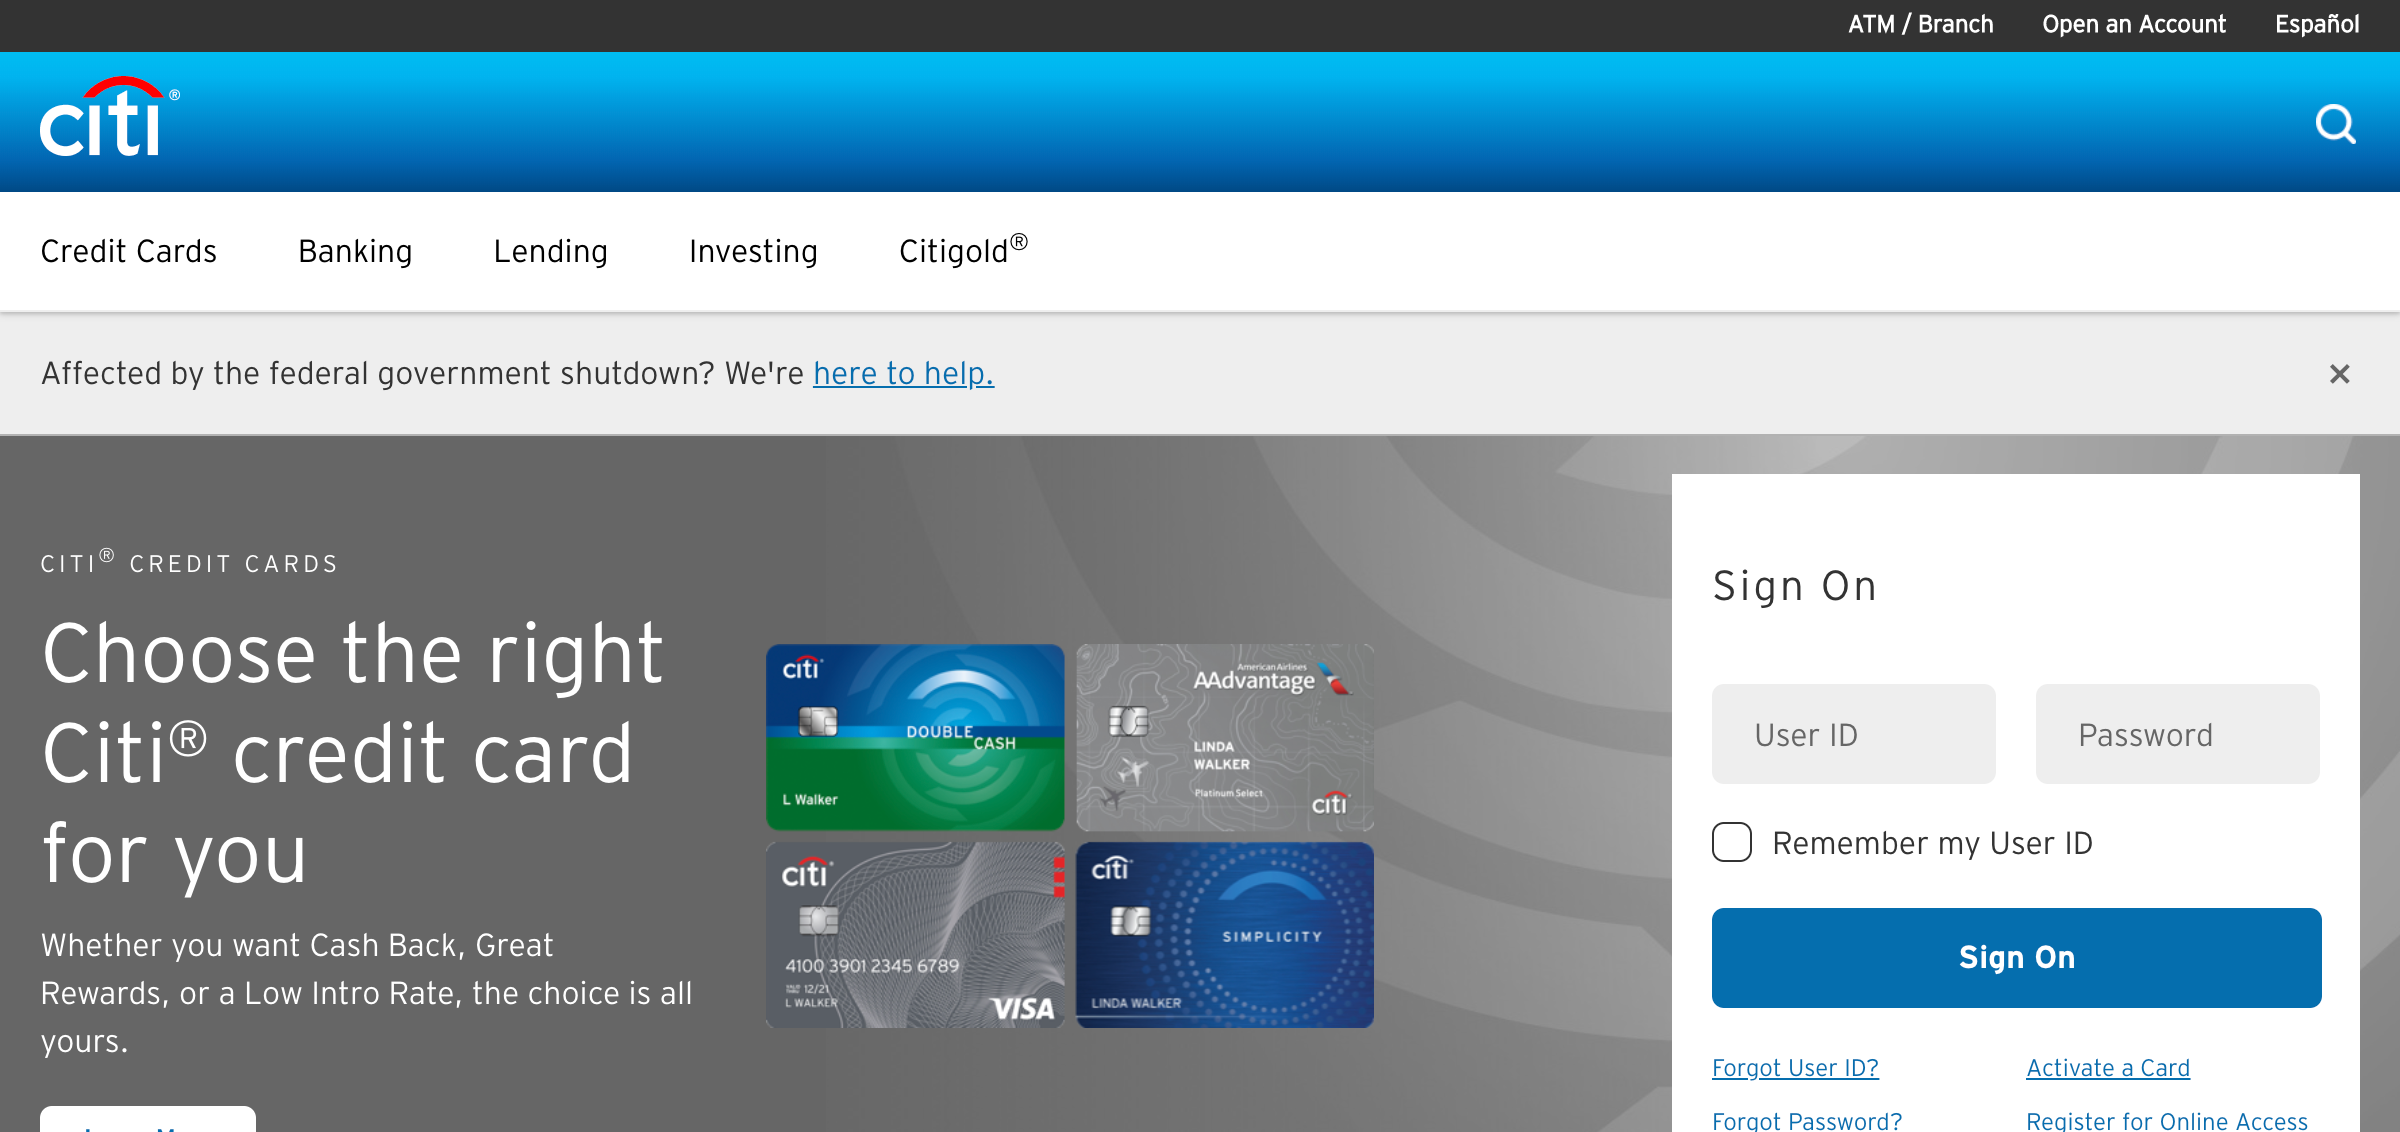 ATM / Branch
Open an Account
Español
citi®
Credit Cards
Banking
Lending
Investing
Citigold®
Affected by the federal government shutdown? We're here to help.
CITI® CREDIT CARDS
Choose the right
Citi® credit card
for you
Whether you want Cash Back, Great
Rewards, or a Low Intro Rate, the choice is all
yours.
citi
DOUBLE
CASH
L Walker
American Airlines
AAdvantage
LINDA
WALKER
Platinum Select
citi
citi
4100 3901 2345 6789
12/21
L WALKER
VISA
citi
SIMPLICITY
LINDA WALKER
Sign On
User ID
Password
Remember my User ID
Sign On
Forgot User ID?
Activate a Card
Forgot Password?
Register for Online Access